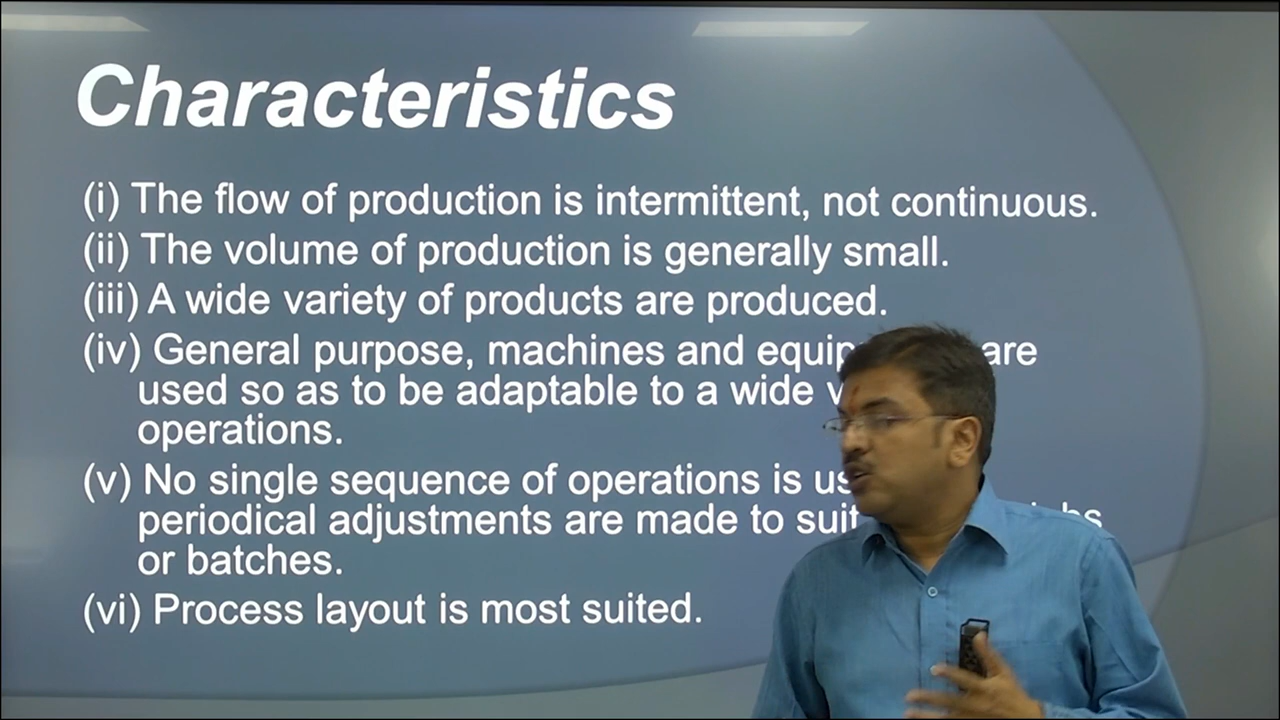 Characteristics
(i) The flow of production is intermittent, not continuous.
(ii) The volume of production is generally small.
(iii) A wide variety of products are produced.
(iv) General purpose, machines and are
used so as to be adaptable to a wide
operations.
(v) No single sequence of operations is
periodical adjustments are made to suit
or batches.
(vi) Process layout is most suited.